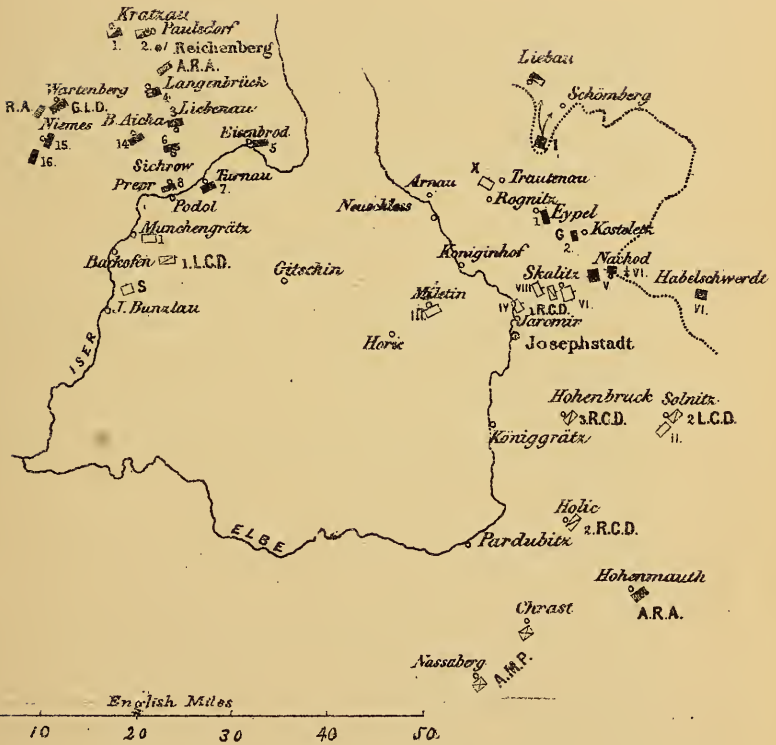 Kratzau
1.
Paulsdorf
2.
Reichenberg
A.R.A.
Langenbrück
4.
Wartenberg
R.A.
G.L.D.
Liebenau
3
Niemes
15.
16.
B. Aicha
14
6
Sichrow
Eisenbrod
5
Prepr
8
Turnau
7.
Podol
Munchengrätz
1
Backofen
1.L.C.D.
S
J. Bunzlau
ISER
Gitschin
Liebau
Schömberg
I.
X
Trautenau
Arnau
Rognitz
Neuschloss
1.
Eypel
G
2.
Kosteletz
Königinhof
Skalitz
Nachod
VI.
V
Habelschwerdt
VI.
VIII
VI.
IV
1 R.C.D.
Miletin
III
Jaromir
Horic
Josephstadt
Hohenbruck
3.R.C.D.
Solnitz
2 L.C.D.
II.
Königgrätz
Holic
2.R.C.D.
ELBE
Pardubitz
Hohenmauth
A.R.A.
Chrast
Nassaberg
A.M.P.
English Miles
10 20 30 40 50